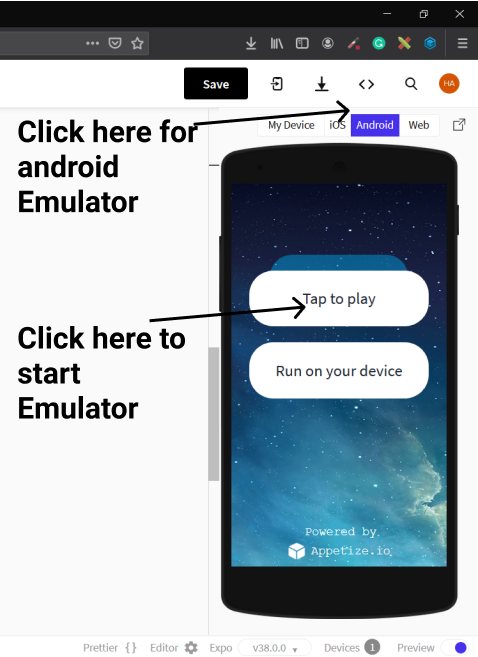 Save
HA
Click here for
android
Emulator
My Device
iOS
Android
Web
Tap to play
Click here to
start
Emulator
Run on your device
Powered by
Appetize.io
Prettier { } Editor Expo v38.0.0 Devices 1 Preview